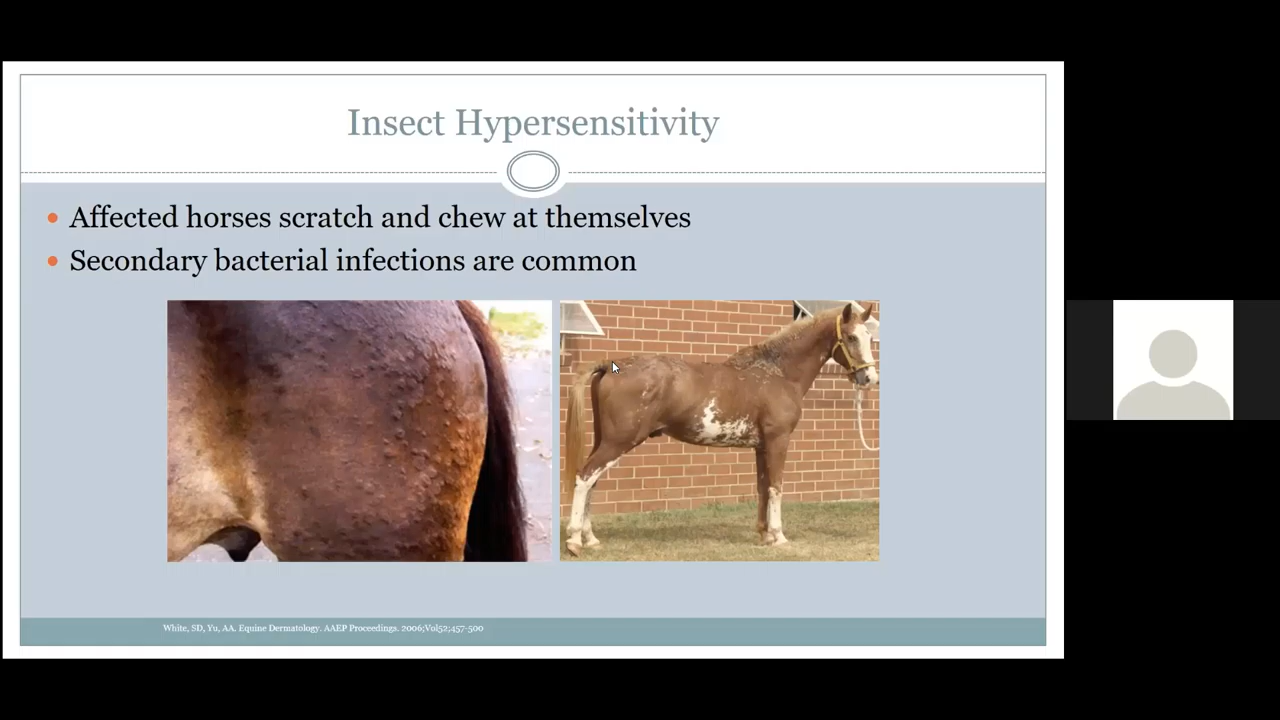 Insect Hypersensitivity
Affected horses scratch and chew at themselves
Secondary bacterial infections are common
White, SD, Yu, AA. Equine Dermatology. AAEP Proceedings. 2006;Vol52;457-500